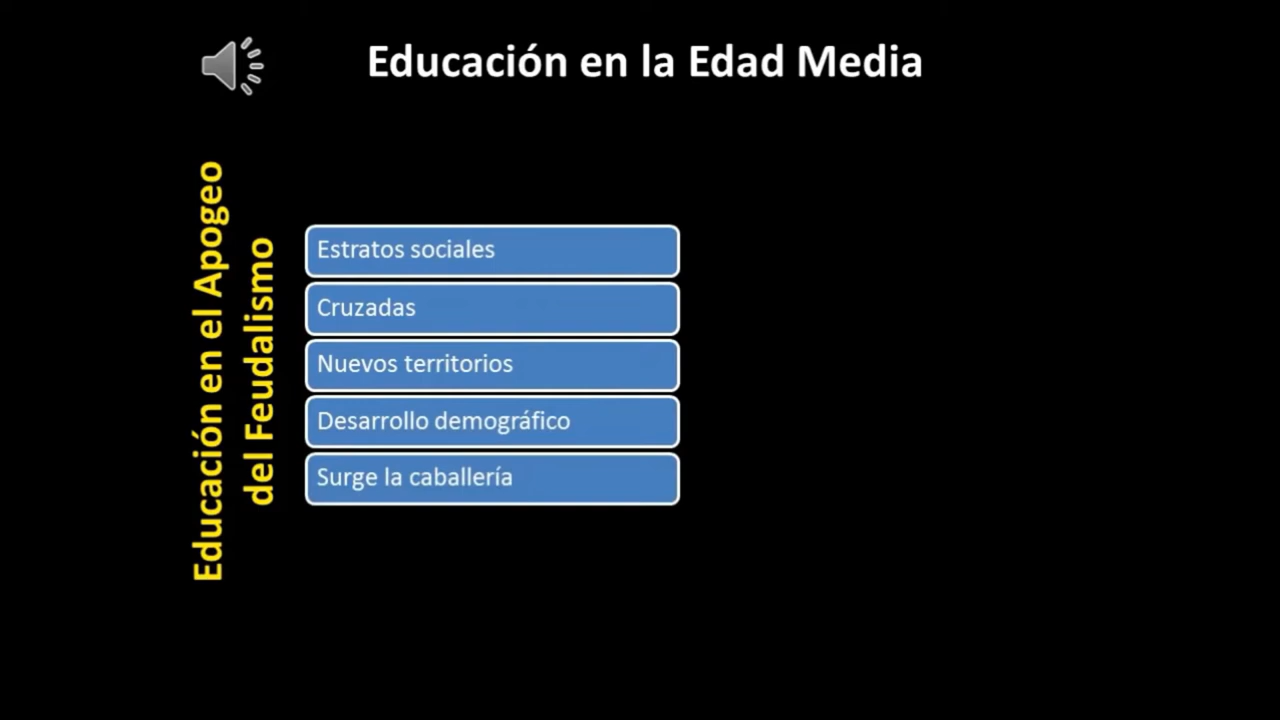 Educación en la Edad Media
Educación en el Apogeo
del Feudalismo
Estratos sociales
Cruzadas
Nuevos territorios
Desarrollo demográfico
Surge la caballería